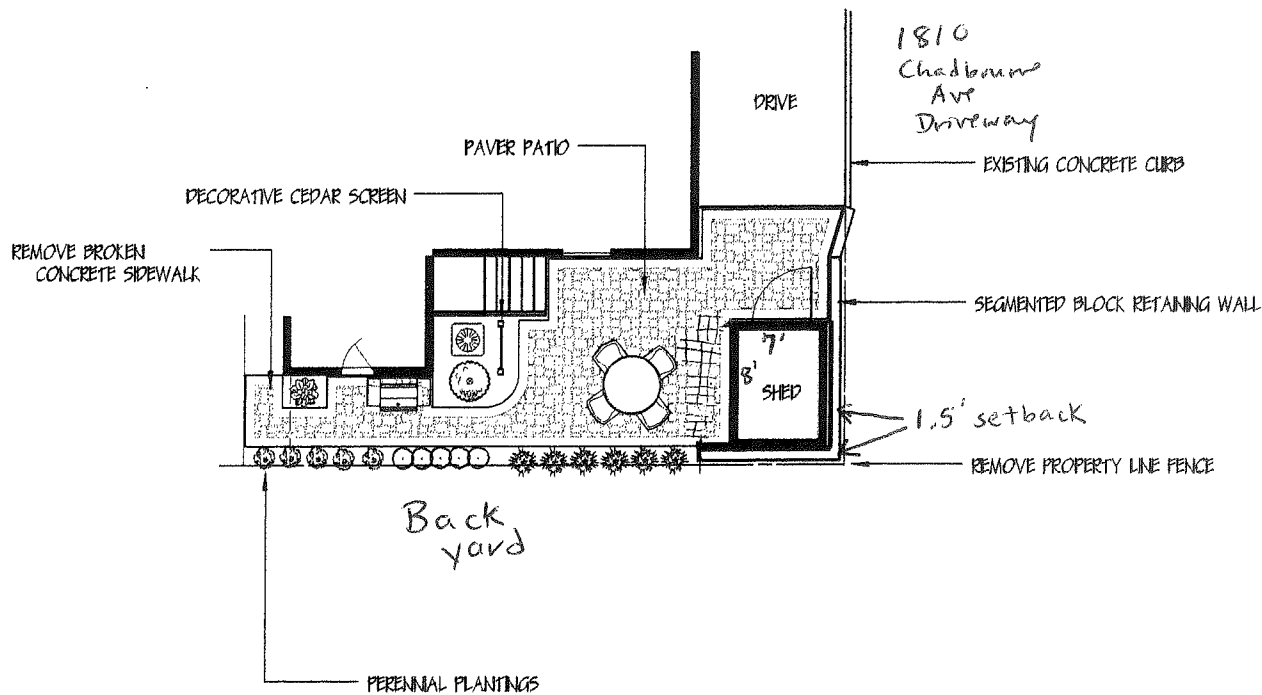 1810
Chadbourne
Ave
Driveway
DRIVE
PAVER PATIO
EXISTING CONCRETE CURB
DECORATIVE CEDAR SCREEN
REMOVE BROKEN
CONCRETE SIDEWALK
SEGMENTED BLOCK RETAINING WALL
7'
8'
SHED
1.5' setback
REMOVE PROPERTY LINE FENCE
Back
yard
PERENNIAL PLANTINGS